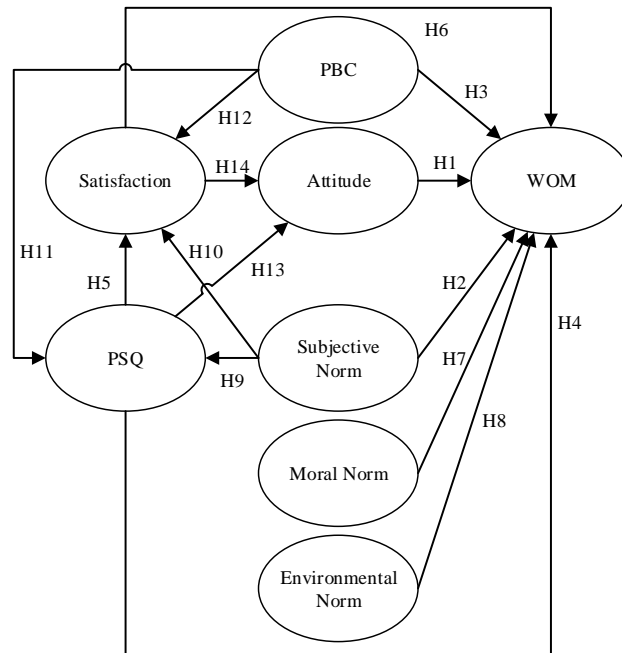 H6
PBC
H3
H12
Satisfaction
H14
Attitude
H1
WOM
H11
H10
H13
H5
H2
H4
PSQ
H9
Subjective
Norm
H7
H8
Moral Norm
Environmental
Norm